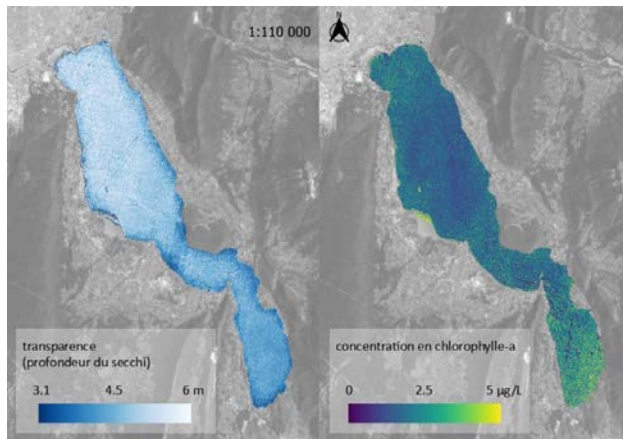 1:110 000
N
transparence
(profondeur du secchi)
3.1 4.5 6 m
concentration en chlorophylle-a
0 2.5 5 µg/L